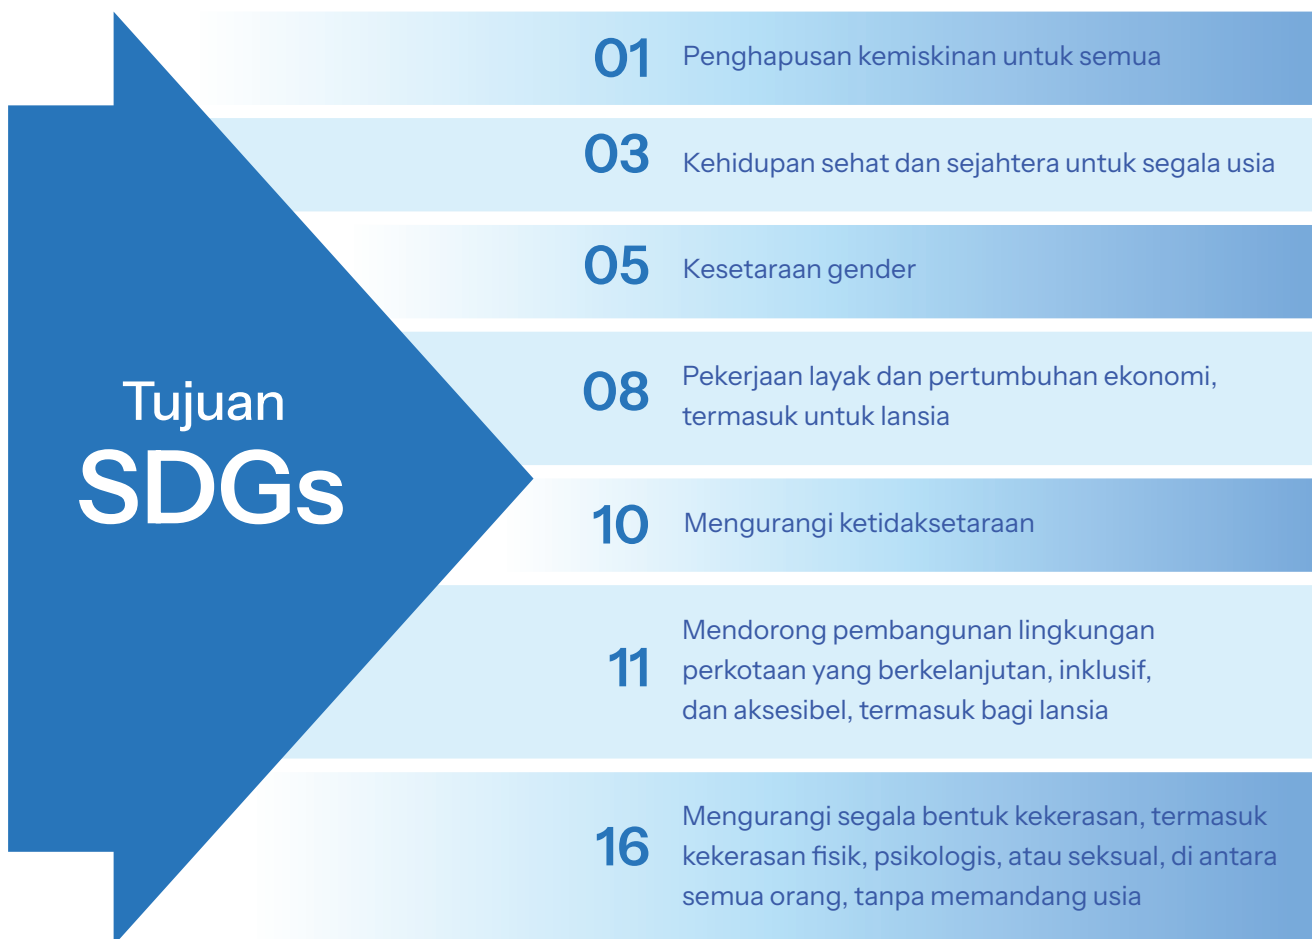 Tujuan
SDGs
01
Penghapusan kemiskinan untuk semua
03
Kehidupan sehat dan sejahtera untuk segala usia
05
Kesetaraan gender
08
Pekerjaan layak dan pertumbuhan ekonomi,
termasuk untuk lansia
10
Mengurangi ketidaksetaraan
11
Mendorong pembangunan lingkungan
perkotaan yang berkelanjutan, inklusif,
dan aksesibel, termasuk bagi lansia
16
Mengurangi segala bentuk kekerasan, termasuk
kekerasan fisik, psikologis, atau seksual, di antara
semua orang, tanpa memandang usia